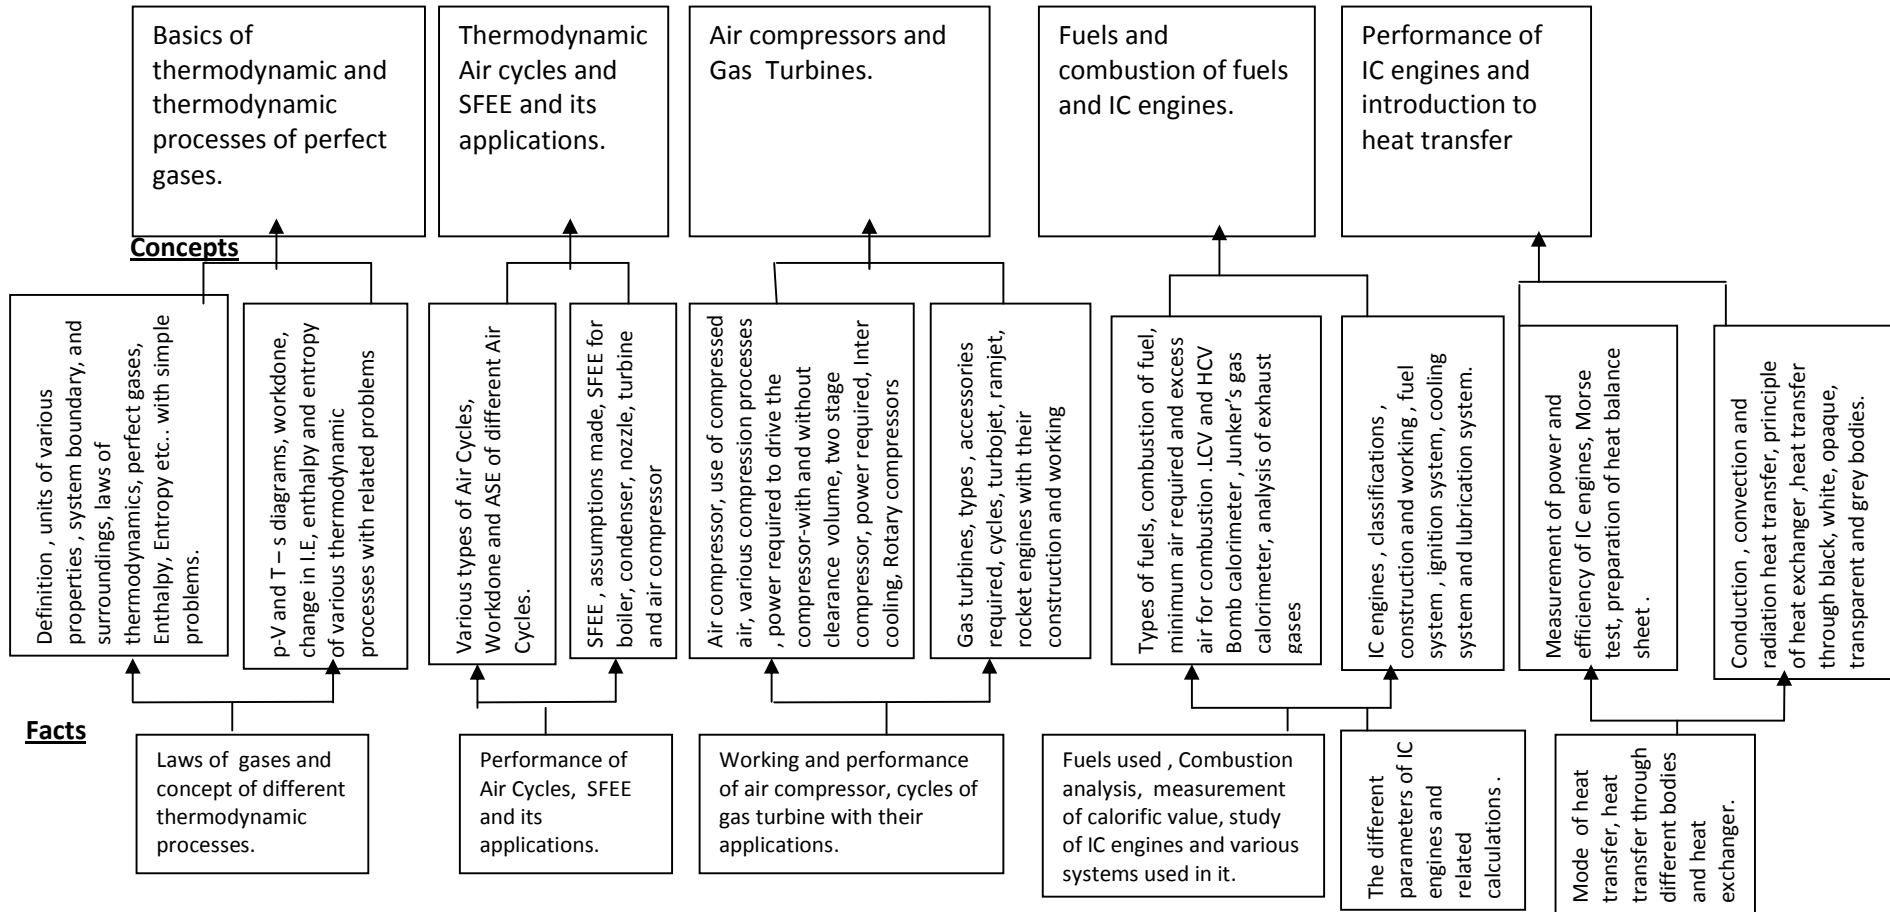 Basics of
thermodynamic and
thermodynamic
processes of perfect
gases.
Thermodynamic
Air cycles and
SFEE and its
applications.
Air compressors and
Gas Turbines.
Fuels and
combustion of fuels
and IC engines.
Performance of
IC engines and
introduction to
heat transfer
Concepts
Definition , units of various
properties , system boundary, and
surroundings, laws of
thermodynamics, perfect gases,
Enthalpy, Entropy etc.. with simple
problems.
p-V and T – s diagrams, workdone,
change in I.E, enthalpy and entropy
of various thermodynamic
processes with related problems
Various types of Air Cycles,
Workdone and ASE of different Air
Cycles.
SFEE , assumptions made, SFEE for
boiler, condenser, nozzle, turbine
and air compressor
Air compressor, use of compressed
air, various compression processes
, power required to drive the
compressor-with and without
clearance volume, two stage
compressor, power required, Inter
cooling, Rotary compressors
Gas turbines, types , accessories
required, cycles, turbojet, ramjet,
rocket engines with their
construction and working
Types of fuels, combustion of fuel,
minimum air required and excess
air for combustion .LCV and HCV
Bomb calorimeter , Junker’s gas
calorimeter, analysis of exhaust
gases
IC engines , classifications ,
construction and working , fuel
system , ignition system, cooling
system and lubrication system.
Measurement of power and
efficiency of IC engines, Morse
test, preparation of heat balance
sheet .
Conduction , convection and
radiation heat transfer, principle
of heat exchanger ,heat transfer
through black, white, opaque,
transparent and grey bodies.
Facts
Laws of gases and
concept of different
thermodynamic
processes.
Performance of
Air Cycles, SFEE
and its
applications.
Working and performance
of air compressor, cycles of
gas turbine with their
applications.
Fuels used , Combustion
analysis, measurement
of calorific value, study
of IC engines and various
systems used in it.
The different
parameters of IC
engines and
related
calculations .
Mode of heat
transfer, heat
transfer through
different bodies
and heat
exchanger.